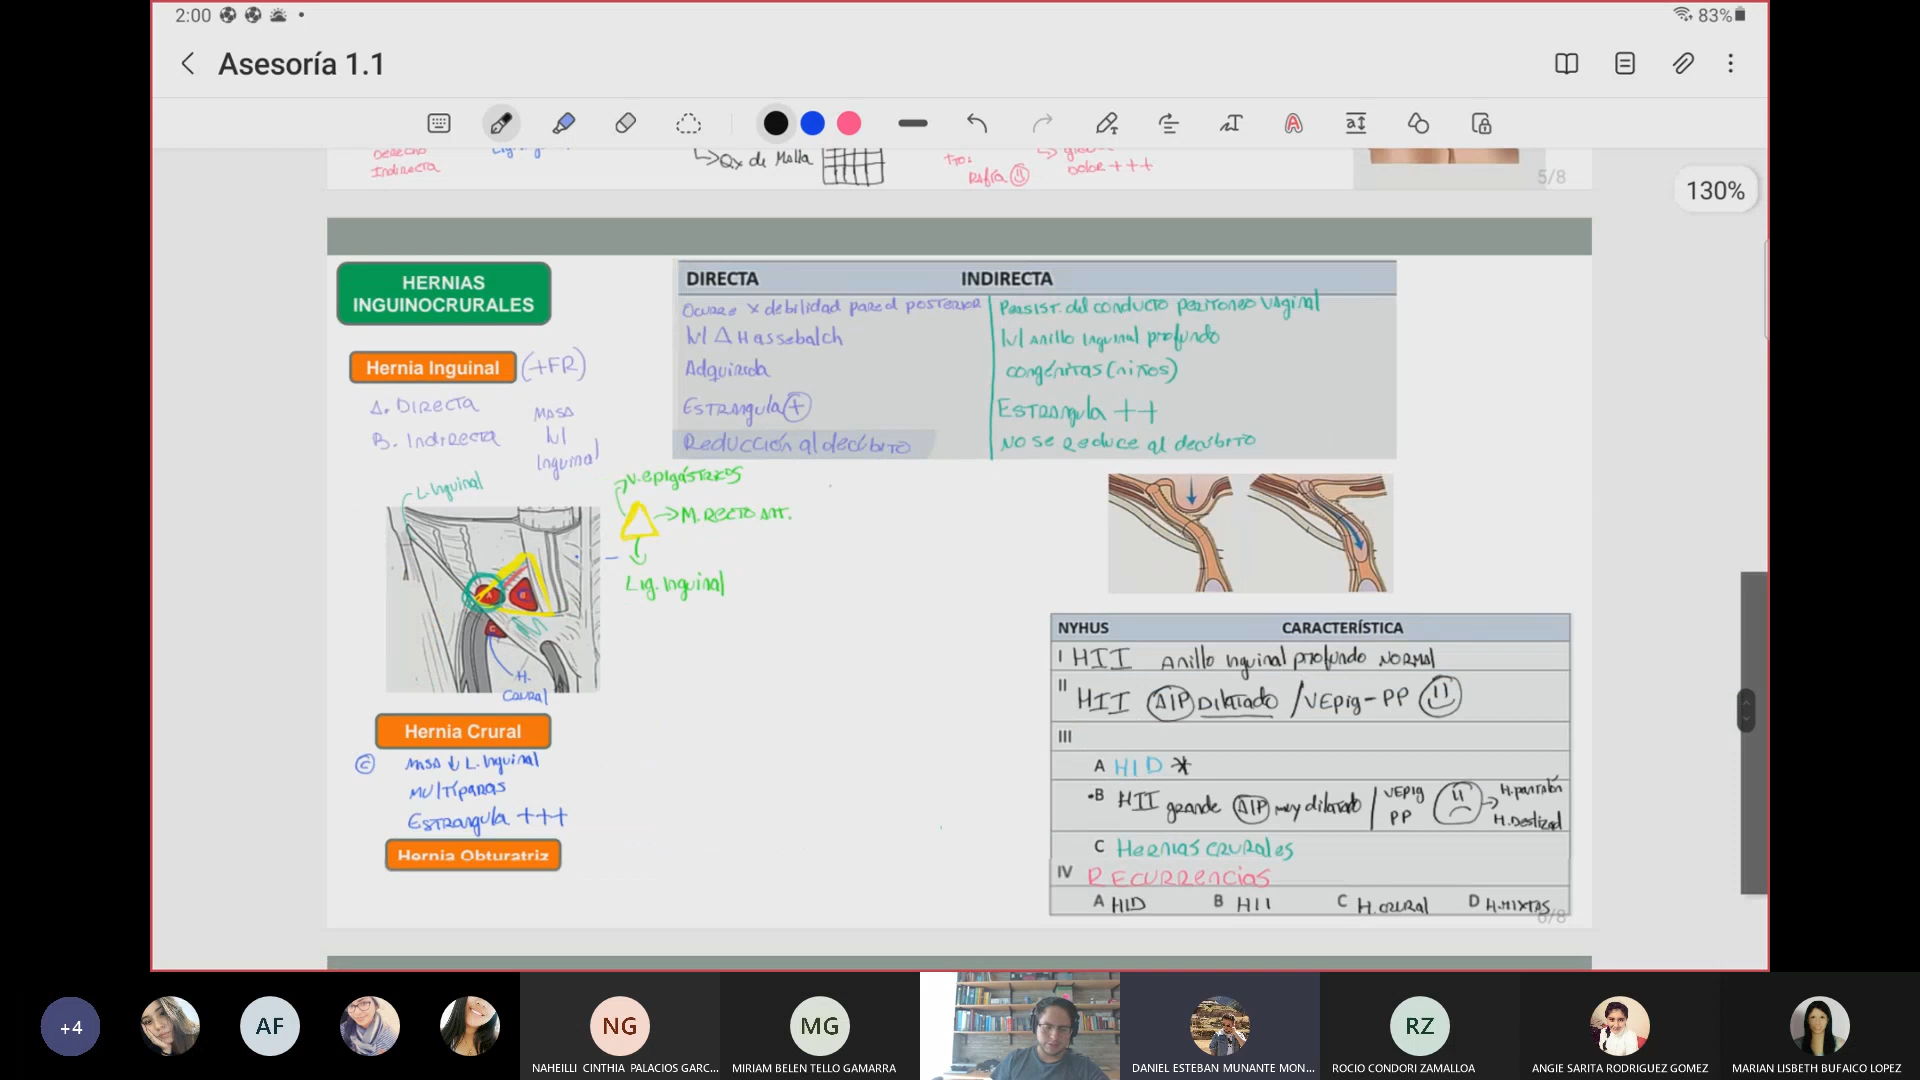 2:00
83%
Asesoría 1.1
130%
Derecho
Indirecta
Qx de Malla
Tto:
Rafia
Dolor +++
5/8
HERNIAS
INGUINOCRURALES
Hernia Inguinal (+FR)
A. DIRECTA
B. Indirecta
MASA
lvl
Inguinal
DIRECTA INDIRECTA
Ocurre x debilidad pared posterior
Persist. del conducto peritoneo vaginal
lvl Δ Hassebalch
lvl anillo inguinal profundo
Adquirida
congénitas (niños)
Estrangula +
Estrangula ++
Reducción al decúbito
No se reduce al decúbito
L. Inguinal
V. epigástricos
M. RECTO ANT.
Lig. Inguinal
H.
Crural
Hernia Crural
C
Masa ↓ L. Inguinal
Multíparas
Estrangula +++
Hernia Obturatriz
NYHUS CARACTERÍSTICA
I HII Anillo inguinal profundo NORMAL
II HII AIP Dilatado / VEpig - PP
III
A HID *
B HII grande AIP muy dilatado / VEpig PP
H. pantalón
H. Deslizad
C Hernias crurales
IV Recurrencias
A HID B HII C H. crural D H. MIXTAS
6/8
+4
AF
NG
MG
RZ
NAHEILLI CINTHIA PALACIOS GARC...
MIRIAM BELEN TELLO GAMARRA
DANIEL ESTEBAN MUNANTE MON...
ROCIO CONDORI ZAMALLOA
ANGIE SARITA RODRIGUEZ GOMEZ
MARIAN LISBETH BUFAICO LOPEZ